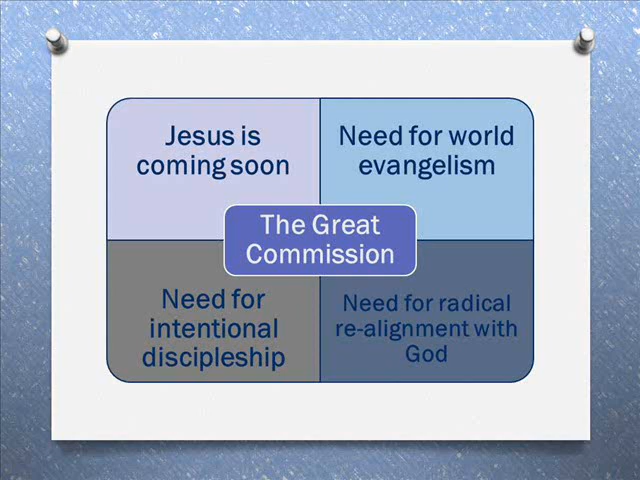 Jesus is
coming soon
Need for world
evangelism
The Great
Commission
Need for
intentional
discipleship
Need for radical
re-alignment with
God